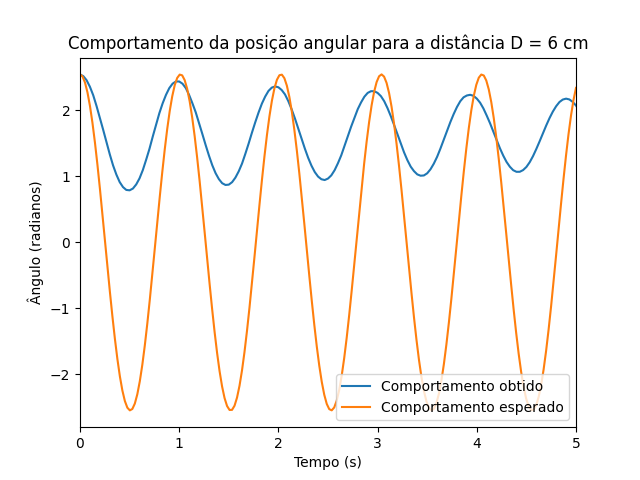 Comportamento da posição angular para a distância D = 6 cm
Ângulo (radianos)
2
1
0
−1
−2
0
1
2
3
4
5
Tempo (s)
Comportamento obtido
Comportamento esperado